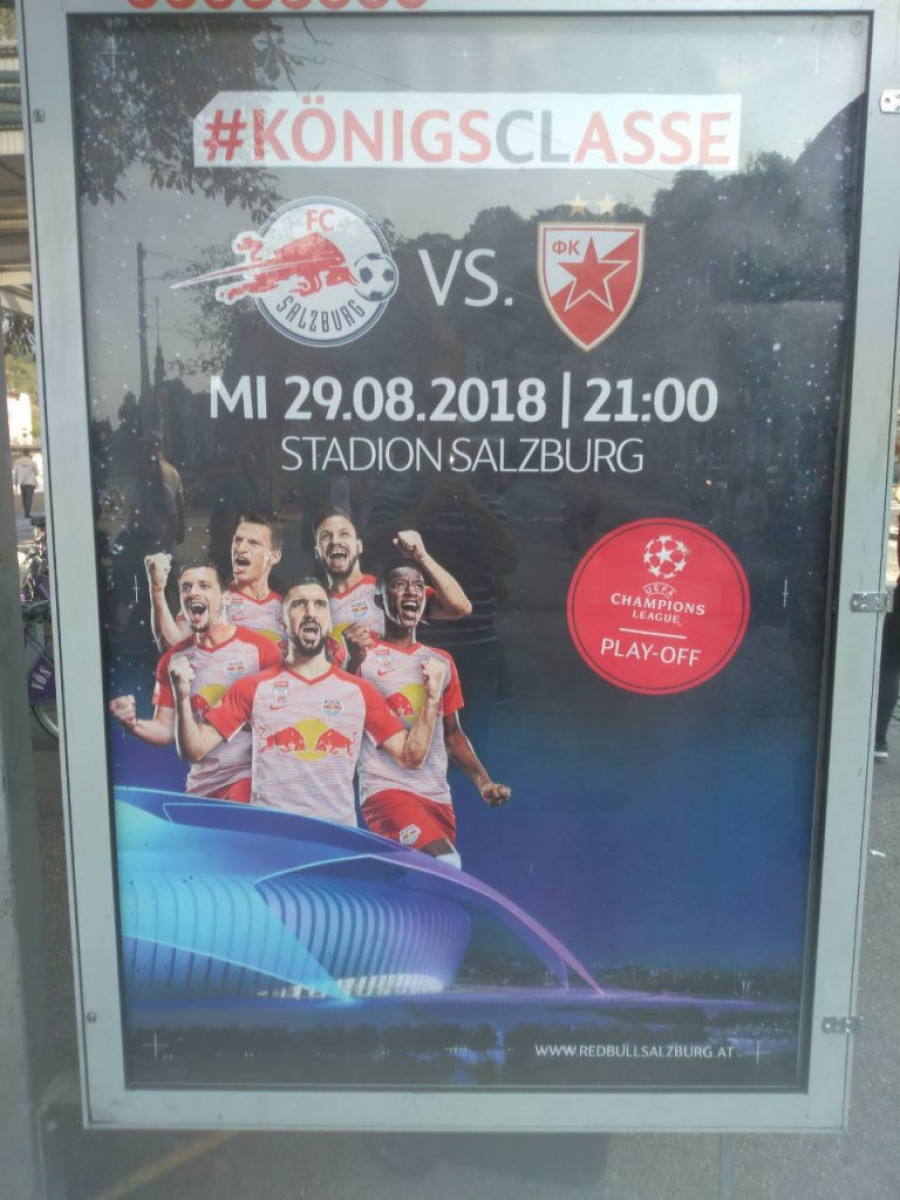 #KÖNIGSCLASSE
FC
SALZBURG
VS.
ФК
MI 29.08.2018 | 21:00
STADION SALZBURG
UEFA
CHAMPIONS
LEAGUE
PLAY-OFF
VÖS
WWW.REDBULLSALZBURG.AT